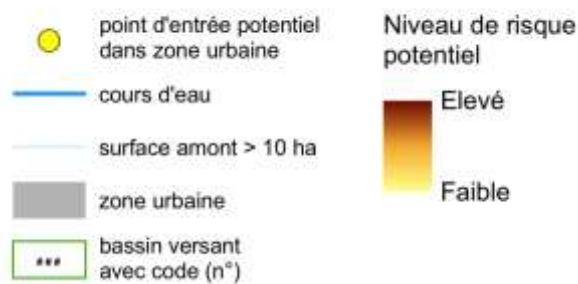 point d'entrée potentiel
dans zone urbaine
cours d'eau
surface amont > 10 ha
zone urbaine
###
bassin versant
avec code (n°)
Niveau de risque
potentiel
Elevé
Faible